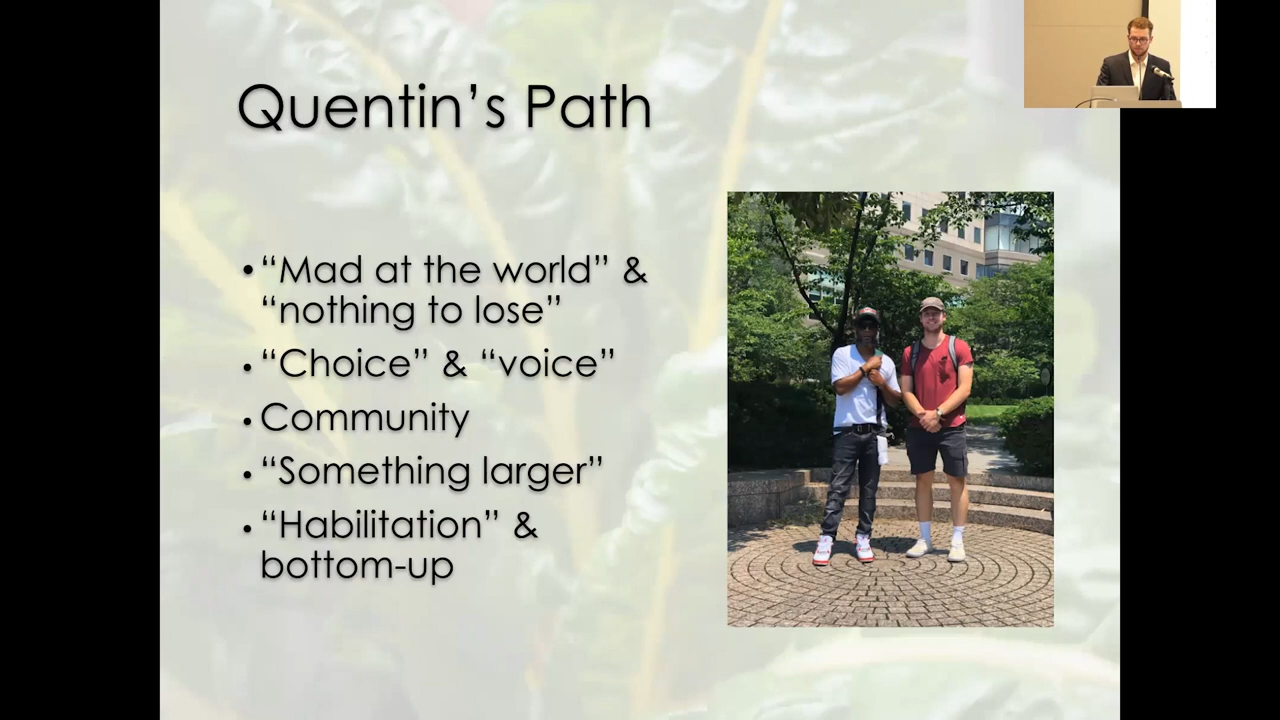 Quentin’s Path
• “Mad at the world” &
“nothing to lose”
• “Choice” & “voice”
• Community
• “Something larger”
• “Habilitation” &
bottom-up